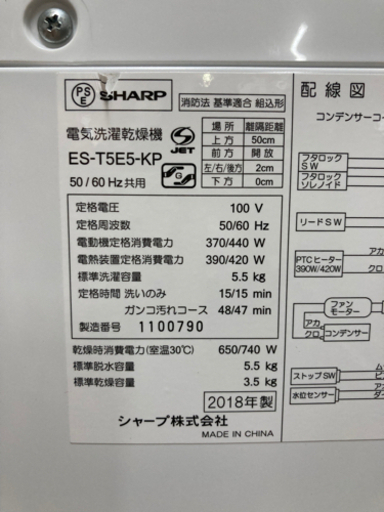 PSE SHARP
消防法 基準適合 組込形
電気洗濯乾燥機
JET
ES-T5E5-KP
50/60Hz共用
場所 離隔距離
上方 50cm
前方 開放
左/右/後方 2cm
下方 0cm
定格電圧 100 V
定格周波数 50/60 Hz
電動機定格消費電力 370/440 W
電熱装置定格消費電力 390/420 W
標準洗濯容量 5.5 kg
定格時間 洗いのみ 15/15 min
ガンコ汚れコース 48/47 min
製造番号 1100790
乾燥時消費電力(室温30℃) 650/740 W
標準脱水容量 5.5 kg
標準乾燥容量 3.5 kg
2018年製
シャープ株式会社
MADE IN CHINA
配線図
コンデンサーコー
フタロック
SW
フタロック
ソレノイド
リードSW
PTCヒーター
390W/420W
ファン
モーター
アカ
クロ
コンデンサー
ストップSW
水位センサー